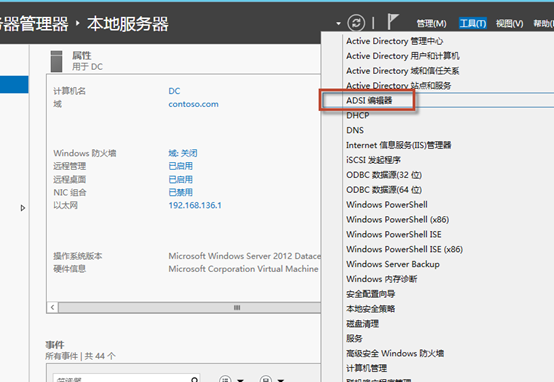 务器管理器 ▸ 本地服务器
管理(M) 工具(T) 视图(V) 帮助(
属性
用于 DC
计算机名 DC
域 contoso.com
Windows 防火墙 域: 关闭
远程管理 已启用
远程桌面 已启用
NIC 组合 已禁用
以太网 192.168.136.1
操作系统版本 Microsoft Windows Server 2012 Datace
硬件信息 Microsoft Corporation Virtual Machine
事件
所有事件 | 共 44 个
Active Directory 管理中心
Active Directory 用户和计算机
Active Directory 域和信任关系
Active Directory 站点和服务
ADSI 编辑器
DHCP
DNS
Internet 信息服务(IIS)管理器
iSCSI 发起程序
ODBC 数据源(32 位)
ODBC 数据源(64 位)
Windows PowerShell
Windows PowerShell (x86)
Windows PowerShell ISE
Windows PowerShell ISE (x86)
Windows Server Backup
Windows 内存诊断
安全配置向导
本地安全策略
磁盘清理
服务
高级安全 Windows 防火墙
计算机管理